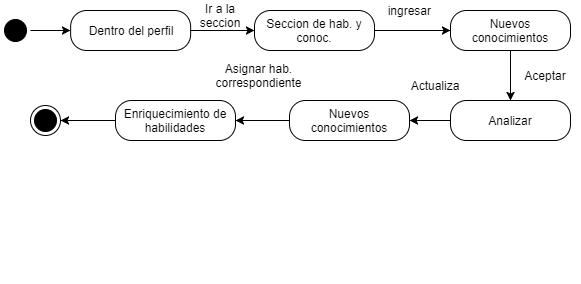 Dentro del perfil
Ir a la
seccion
Seccion de hab. y
conoc.
ingresar
Nuevos
conocimientos
Aceptar
Analizar
Actualiza
Nuevos
conocimientos
Asignar hab.
correspondiente
Enriquecimiento de
habilidades